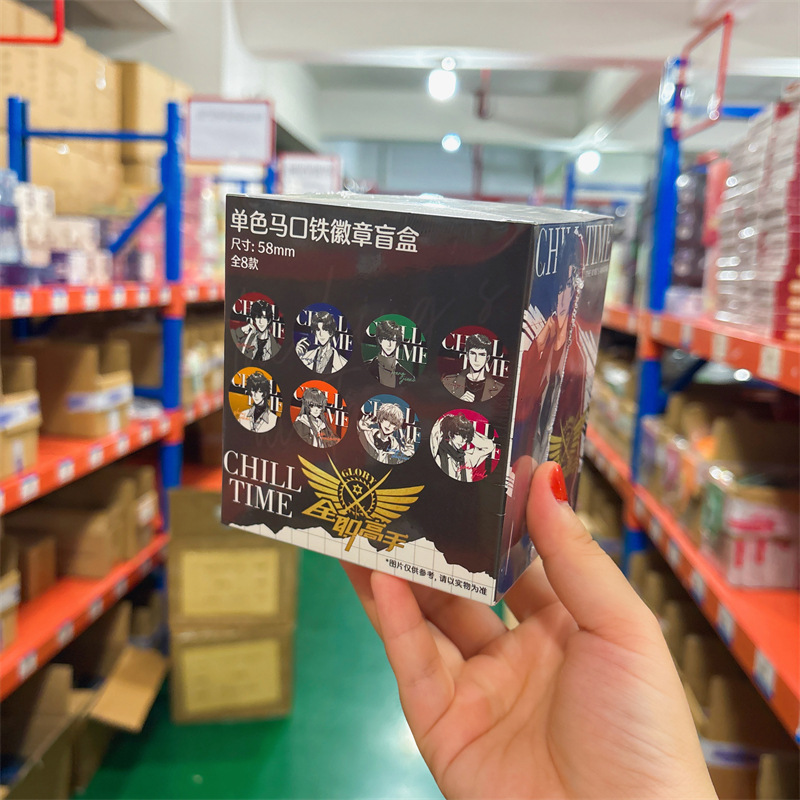 单色马口铁徽章盲盒
尺寸: 58mm
全8款
CHILL
TIME
GLORY
全职高手
*图片仅供参考, 请以实物为准
CHILL TIME